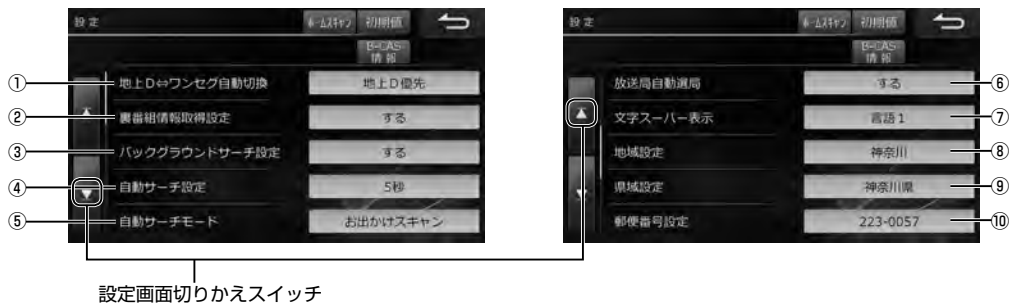 設定 ホームスキャン 初期値
B-CAS情報
① 地上D⇔ワンセグ自動切換 地上D優先
② 裏番組情報取得設定 する
③ バックグラウンドサーチ設定 する
④ 自動サーチ設定 5秒
⑤ 自動サーチモード お出かけスキャン
設定 ホームスキャン 初期値
B-CAS情報
放送局自動選局 する ⑥
文字スーパー表示 言語1 ⑦
地域設定 神奈川 ⑧
県域設定 神奈川県 ⑨
郵便番号設定 223-0057 ⑩
設定画面切りかえスイッチ